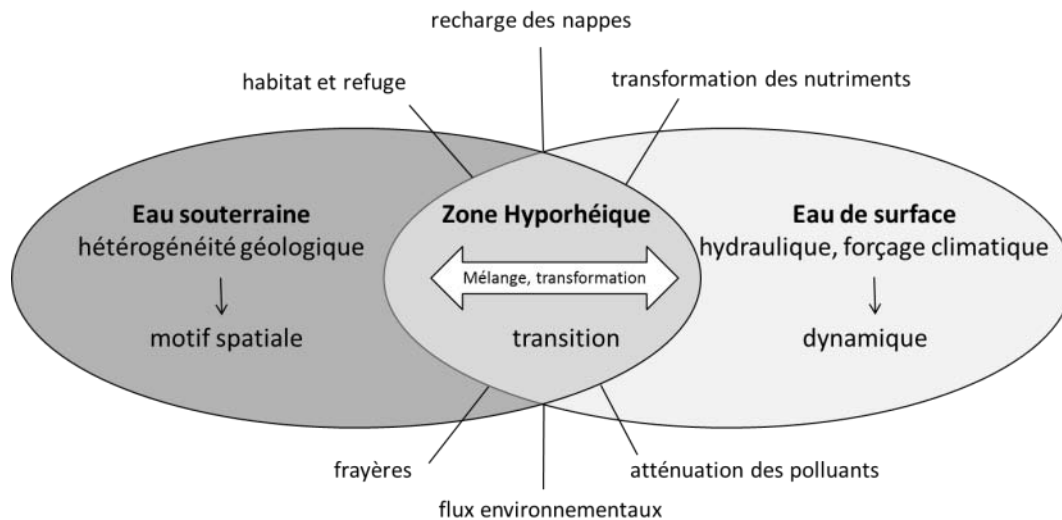 recharge des nappes
habitat et refuge
transformation des nutriments
Eau souterraine
hétérogénéité géologique
motif spatiale
Zone Hyporhéique
Mélange, transformation
transition
Eau de surface
hydraulique, forçage climatique
dynamique
frayères
atténuation des polluants
flux environmentaux